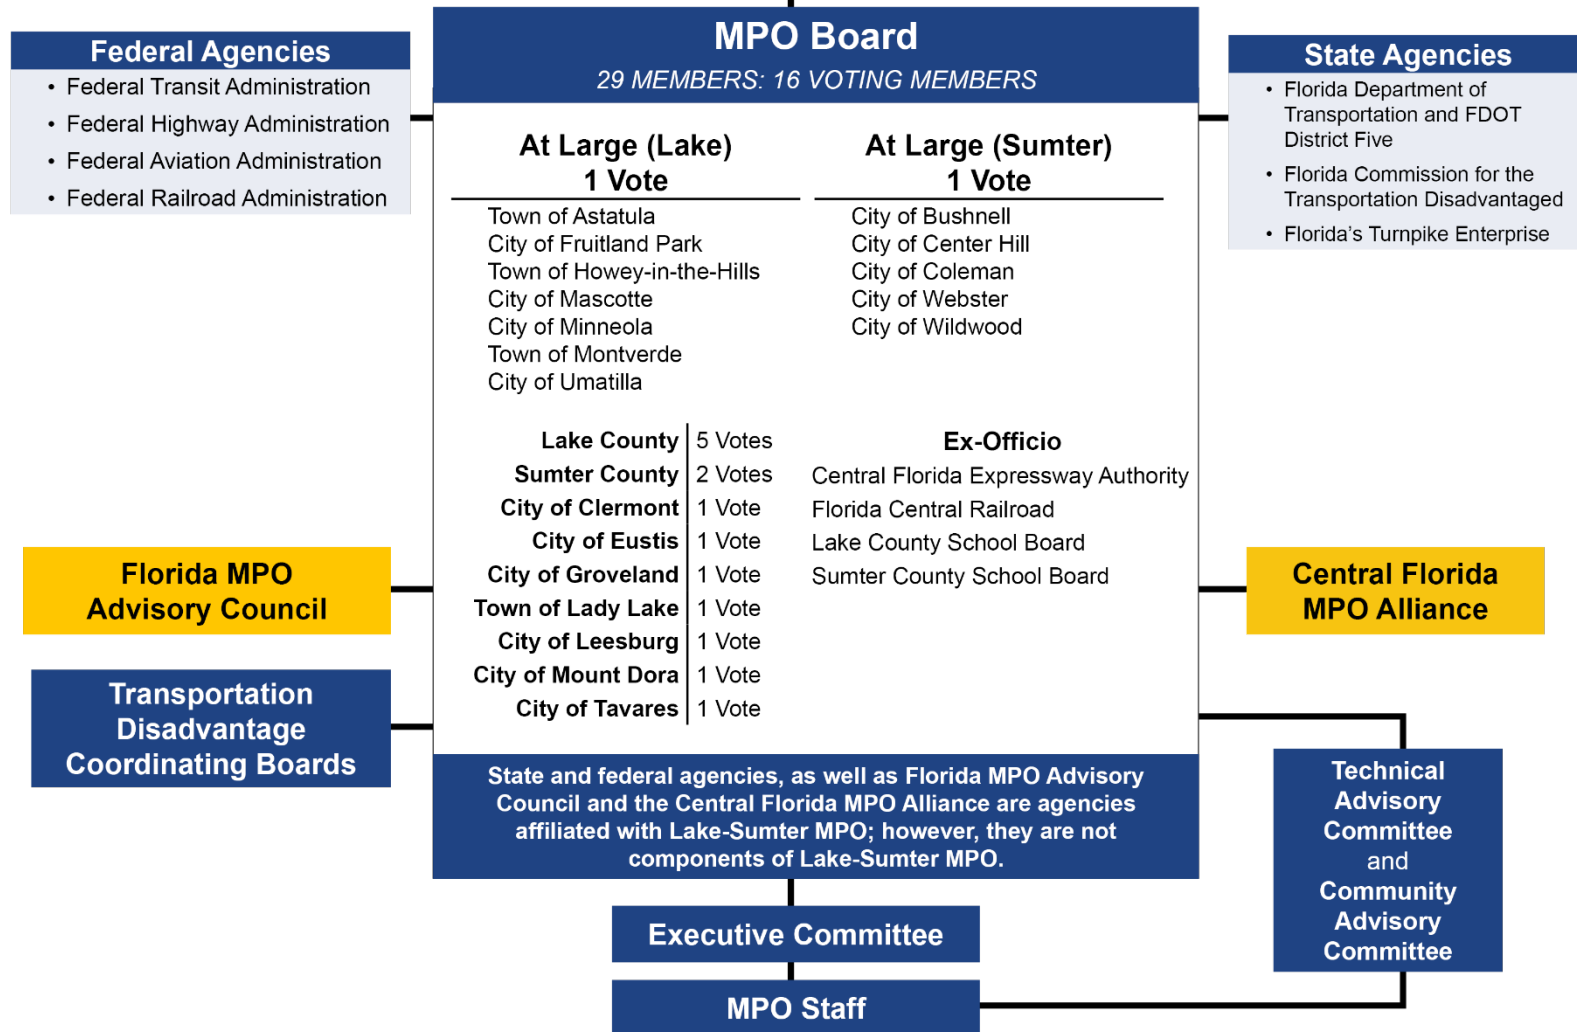 Federal Agencies
• Federal Transit Administration
• Federal Highway Administration
• Federal Aviation Administration
• Federal Railroad Administration
MPO Board
29 MEMBERS: 16 VOTING MEMBERS
State Agencies
• Florida Department of
Transportation and FDOT
District Five
• Florida Commission for the
Transportation Disadvantaged
• Florida's Turnpike Enterprise
At Large (Lake)
1 Vote
Town of Astatula
City of Fruitland Park
Town of Howey-in-the-Hills
City of Mascotte
City of Minneola
Town of Montverde
City of Umatilla
At Large (Sumter)
1 Vote
City of Bushnell
City of Center Hill
City of Coleman
City of Webster
City of Wildwood
Lake County 5 Votes
Sumter County 2 Votes
City of Clermont 1 Vote
City of Eustis 1 Vote
City of Groveland 1 Vote
Town of Lady Lake 1 Vote
City of Leesburg 1 Vote
City of Mount Dora 1 Vote
City of Tavares 1 Vote
Ex-Officio
Central Florida Expressway Authority
Florida Central Railroad
Lake County School Board
Sumter County School Board
Florida MPO
Advisory Council
Central Florida
MPO Alliance
Transportation
Disadvantage
Coordinating Boards
State and federal agencies, as well as Florida MPO Advisory
Council and the Central Florida MPO Alliance are agencies
affiliated with Lake-Sumter MPO; however, they are not
components of Lake-Sumter MPO.
Technical
Advisory
Committee
and
Community
Advisory
Committee
Executive Committee
MPO Staff